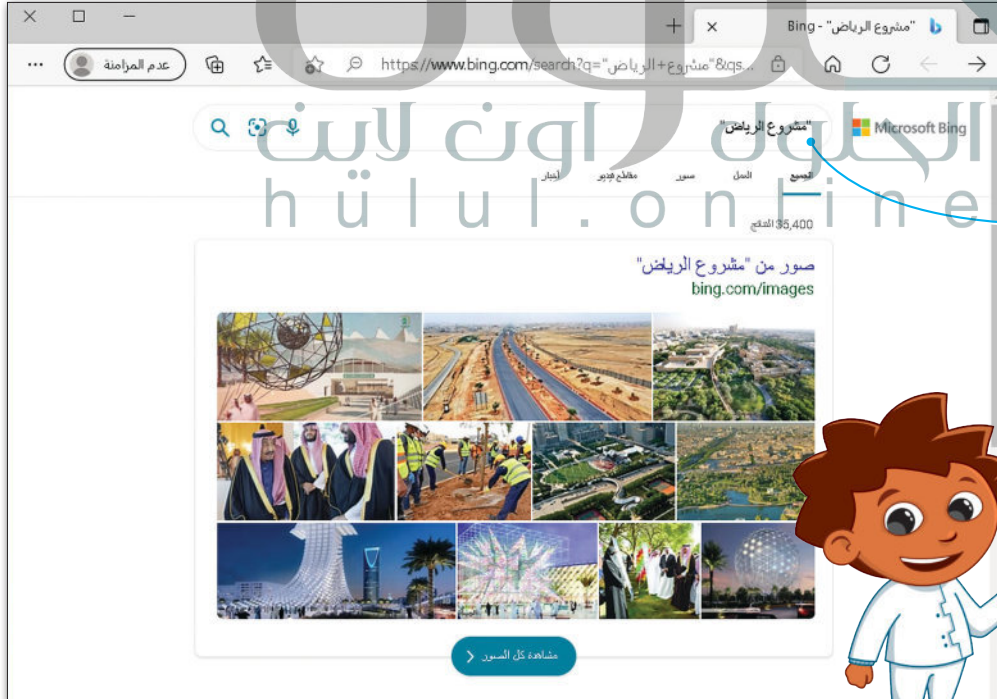 "مشروع الرياض" - Bing
عدم المزامنة
https://www.bing.com/search?q="مشروع+الرياض"&qs...
Microsoft Bing
"مشروع الرياض"
الحلول اون لاين
hulul.online
الجميع العمل صور مقاطع فيديو أخبار
35,400 النتائج
صور من "مشروع الرياض"
bing.com/images
مشاهدة كل الصور